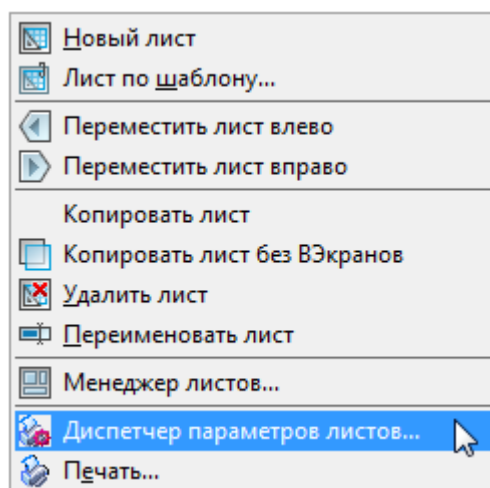 Новый лист
Лист по шаблону...
Переместить лист влево
Переместить лист вправо
Копировать лист
Копировать лист без ВЭкранов
Удалить лист
Переименовать лист
Менеджер листов...
Диспетчер параметров листов...
Печать...